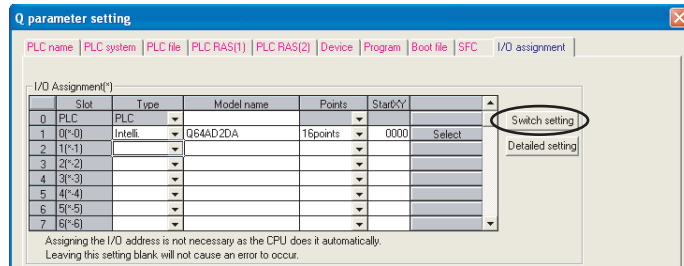 Q parameter setting
PLC name PLC system PLC file PLC RAS(1) PLC RAS(2) Device Program Boot file SFC I/O assignment
I/O Assignment(*)
Slot Type Model name Points StartXY
0 PLC PLC
1 0(*-0) Intelli. Q64AD2DA 16points 0000 Select
2 1(*-1)
3 2(*-2)
4 3(*-3)
5 4(*-4)
6 5(*-5)
7 6(*-6)
Switch setting
Detailed setting
Assigning the I/O address is not necessary as the CPU does it automatically.
Leaving this setting blank will not cause an error to occur.